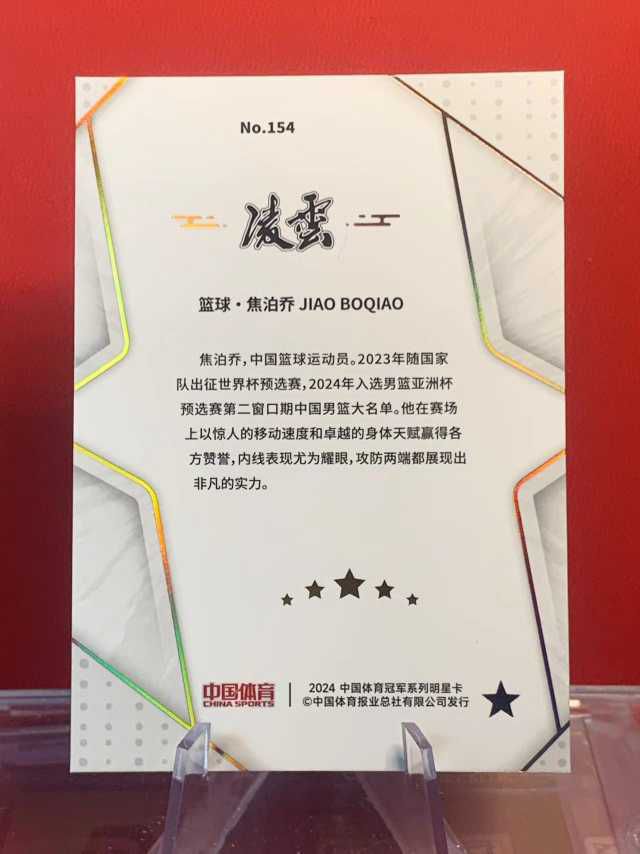 No.154
凌雲
篮球·焦泊乔 JIAO BOQIAO
焦泊乔,中国篮球运动员。2023年随国家
队出征世界杯预选赛,2024年入选男篮亚洲杯
预选赛第二窗口期中国男篮大名单。他在赛场
上以惊人的移动速度和卓越的身体天赋赢得各
方赞誉,内线表现尤为耀眼,攻防两端都展现出
非凡的实力。
中国体育
CHINA SPORTS
2024 中国体育冠军系列明星卡
©中国体育报业总社有限公司发行